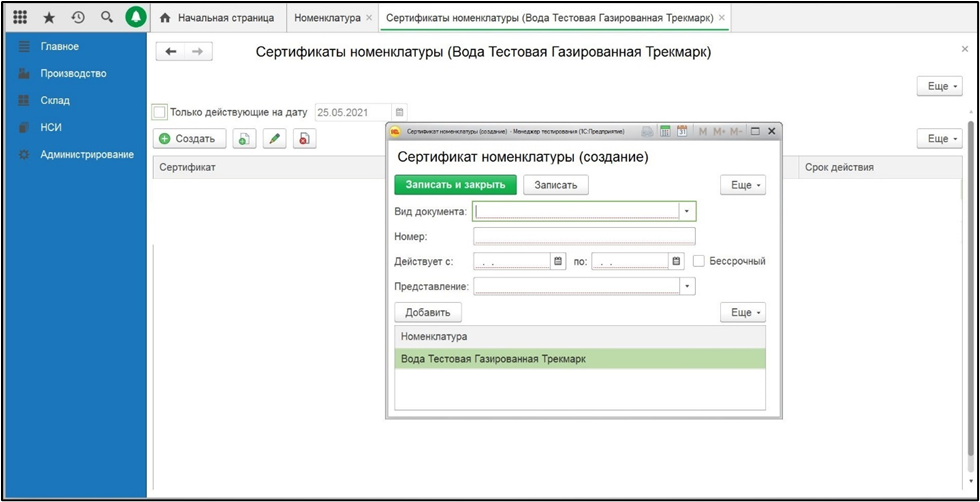 Начальная страница
Номенклатура ×
Сертификаты номенклатуры (Вода Тестовая Газированная Трекмарк) ×
Главное
Производство
Склад
НСИ
Администрирование
Сертификаты номенклатуры (Вода Тестовая Газированная Трекмарк)
Еще
Только действующие на дату 25.05.2021
Создать
Еще
Сертификат
Срок действия
Сертификат номенклатуры (создание) - Менеджер тестирования (1С:Предприятие)
M M+ M-
Сертификат номенклатуры (создание)
Записать и закрыть
Записать
Еще
Вид документа:
Номер:
Действует с: . . по: . . Бессрочный
Представление:
Добавить
Еще
Номенклатура
Вода Тестовая Газированная Трекмарк